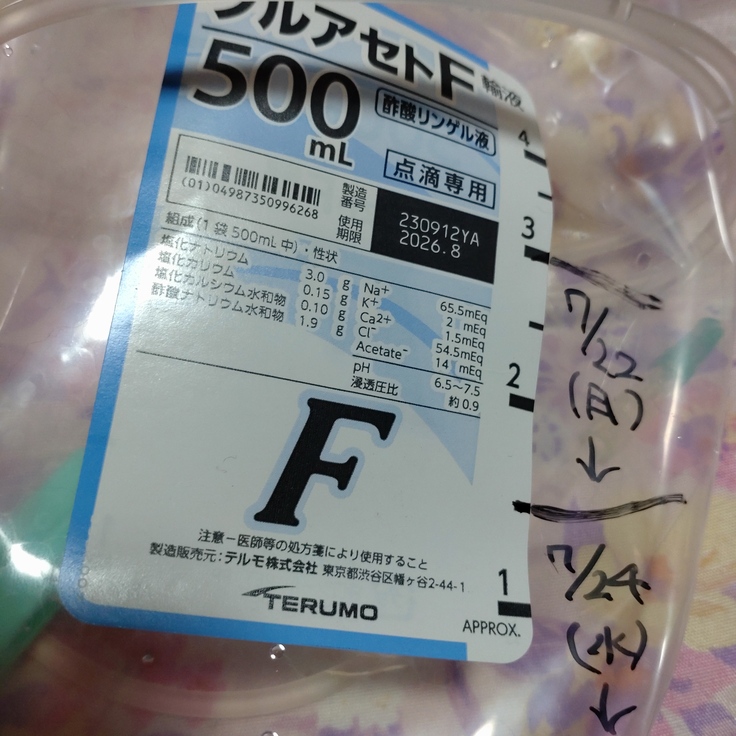 ソルアセトF 輸液
500mL
酢酸リンゲル液
点滴専用
(01)04987350996268
製造番号 230912YA
使用期限 2026.8
組成(1袋500mL中)・性状
塩化ナトリウム 3.0 g
塩化カリウム 0.15 g
塩化カルシウム水和物 0.10 g
酢酸ナトリウム水和物 1.9 g
Na⁺ 65.5mEq
K⁺ 2 mEq
Ca2+ 1.5mEq
Cl⁻ 54.5mEq
Acetate⁻ 14 mEq
pH 6.5~7.5
浸透圧比 約0.9
F
注意-医師等の処方箋により使用すること
製造販売元:テルモ株式会社 東京都渋谷区幡ヶ谷2-44-1
TERUMO
4
3
2
1
APPROX.
7/22
(月)
↓
7/24
(水)
↓